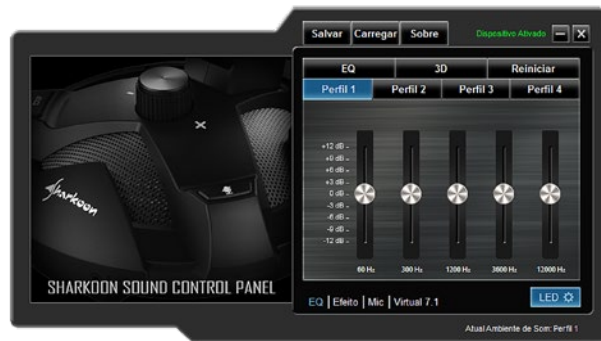 Salvar Carregar Sobre Dispositivo Ativado
EQ 3D Reiniciar
Perfil 1 Perfil 2 Perfil 3 Perfil 4
+12 dB
+9 dB
+6 dB
+3 dB
0 dB
-3 dB
-6 dB
-9 dB
-12 dB
60 Hz 300 Hz 1200 Hz 3600 Hz 12000 Hz
Sharkoon
SHARKOON SOUND CONTROL PANEL
EQ | Efeito | Mic | Virtual 7.1
LED
Atual Ambiente de Som: Perfil 1